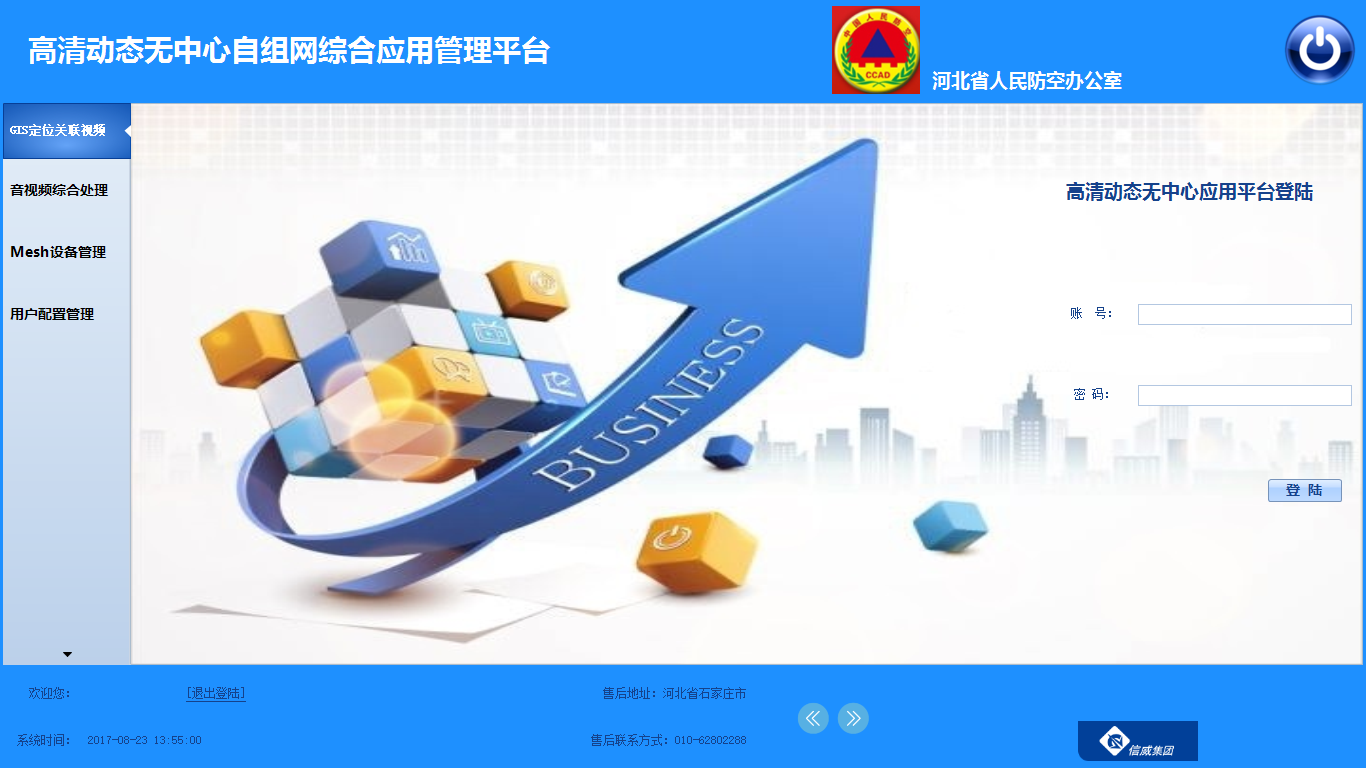 高清动态无中心自组网综合应用管理平台
中国人民防空
CCAD
河北省人民防空办公室
GIS定位关联视频
音视频综合处理
Mesh设备管理
用户配置管理
BUSINESS
高清动态无中心应用平台登陆
账 号:
密 码:
登 陆
欢迎您:
[退出登陆]
售后地址: 河北省石家庄市
系统时间: 2017-08-23 13:55:00
售后联系方式: 010-62802288
信威集团